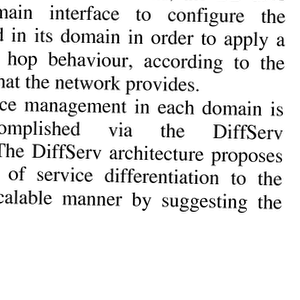 main interface to configure the
in its domain in order to apply a
hop behaviour, according to the
hat the network provides.
ce management in each domain is
omplished via the DiffServ
The DiffServ architecture proposes
of service differentiation to the
calable manner by suggesting the